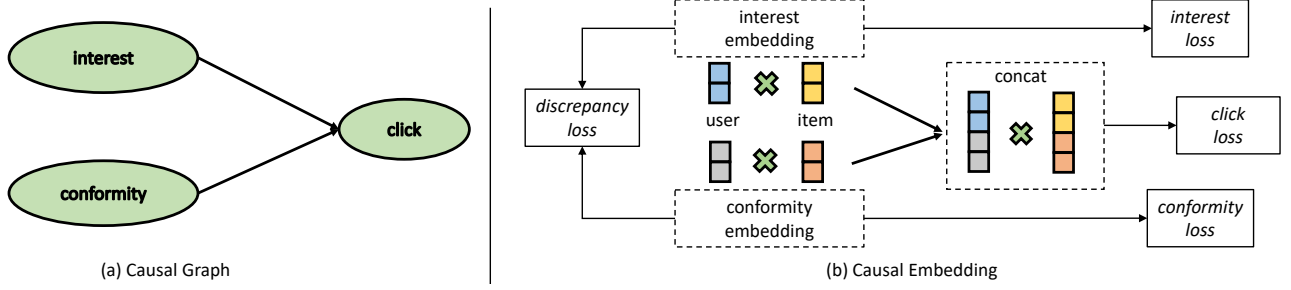 interest
conformity
click
(a) Causal Graph
interest
embedding
user
item
conformity
embedding
discrepancy
loss
concat
interest
loss
click
loss
conformity
loss
(b) Causal Embedding